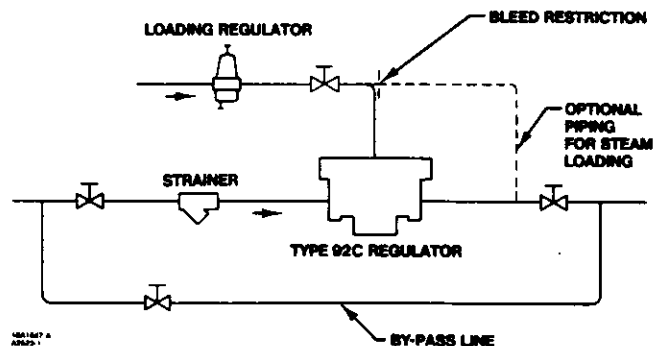 LOADING REGULATOR
BLEED RESTRICTION
OPTIONAL
PIPING
FOR STEAM
LOADING
STRAINER
TYPE 92C REGULATOR
BY-PASS LINE